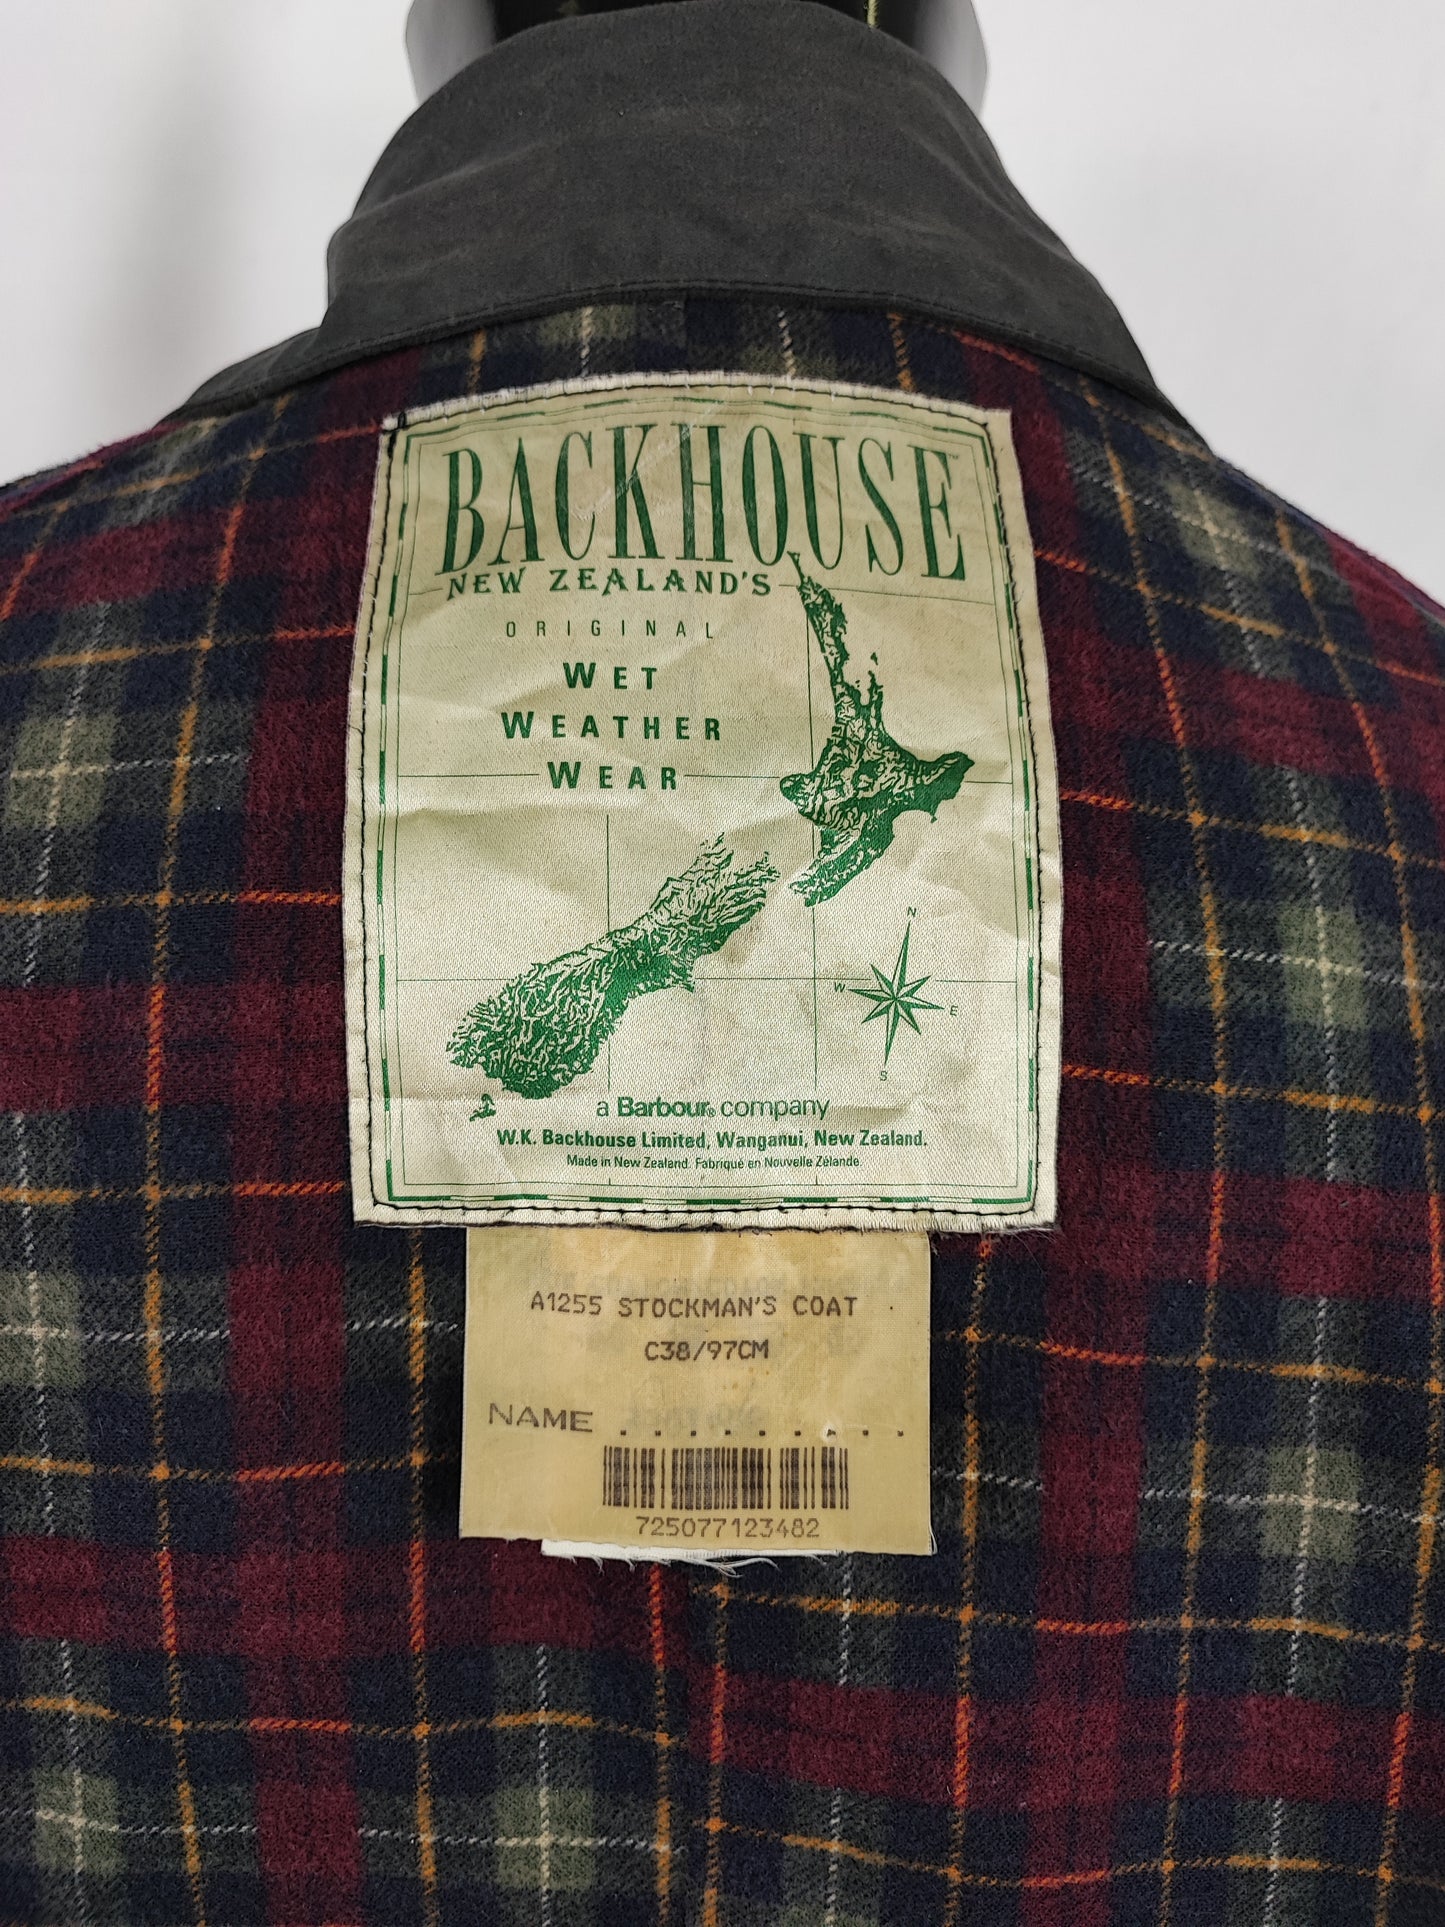 BACKHOUSE
NEW ZEALAND'S
ORIGINAL
WET
WEATHER
WEAR
N
W
E
S
a Barbour® company
W.K. Backhouse Limited, Wanganui, New Zealand.
Made in New Zealand. Fabriqué en Nouvelle Zélande.
A1255 STOCKMAN'S COAT
C38/97CM
NAME . . . . . . . . .
725077123482